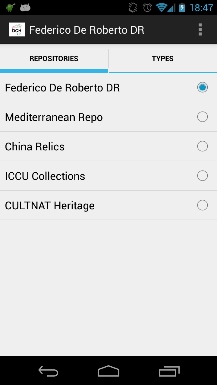 18:47
DCH
Federico De Roberto DR
REPOSITORIES
TYPES
Federico De Roberto DR
Mediterranean Repo
China Relics
ICCU Collections
CULTNAT Heritage